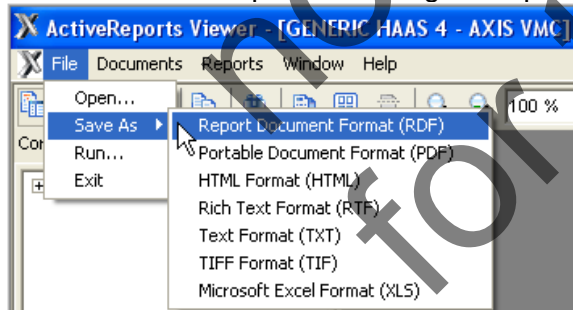 ActiveReports Viewer - [GENERIC HAAS 4 - AXIS VMC]
File Documents Reports Window Help
Open...
100 %
Save As
Report Document Format (RDF)
Portable Document Format (PDF)
Run...
HTML Format (HTML)
Exit
Rich Text Format (RTF)
Text Format (TXT)
TIFF Format (TIF)
Microsoft Excel Format (XLS)